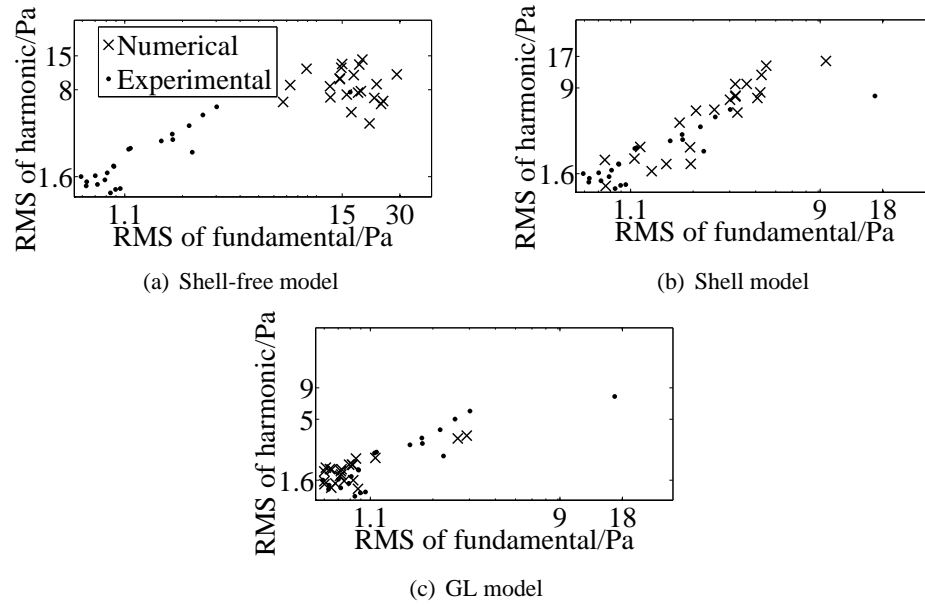 RMS of harmonic/Pa
15
8
1.6
× Numerical
• Experimental
1.1
15
30
RMS of fundamental/Pa
(a) Shell-free model
RMS of harmonic/Pa
17
9
1.6
1.1
9
18
RMS of fundamental/Pa
(b) Shell model
RMS of harmonic/Pa
9
5
1.6
1.1
9
18
RMS of fundamental/Pa
(c) GL model